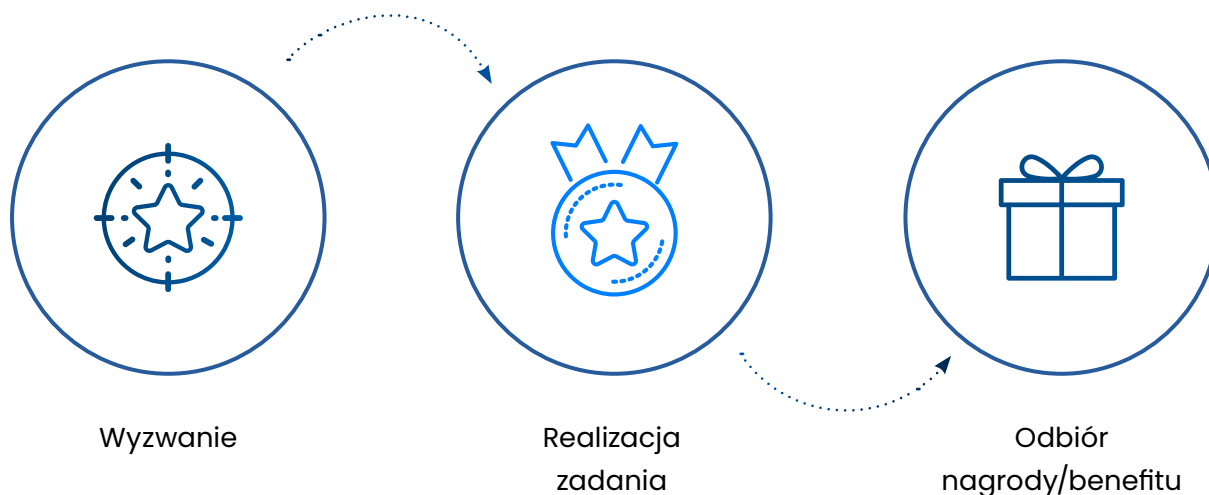 Wyzwanie
Realizacja
zadania
Odbiór
nagrody/benefitu